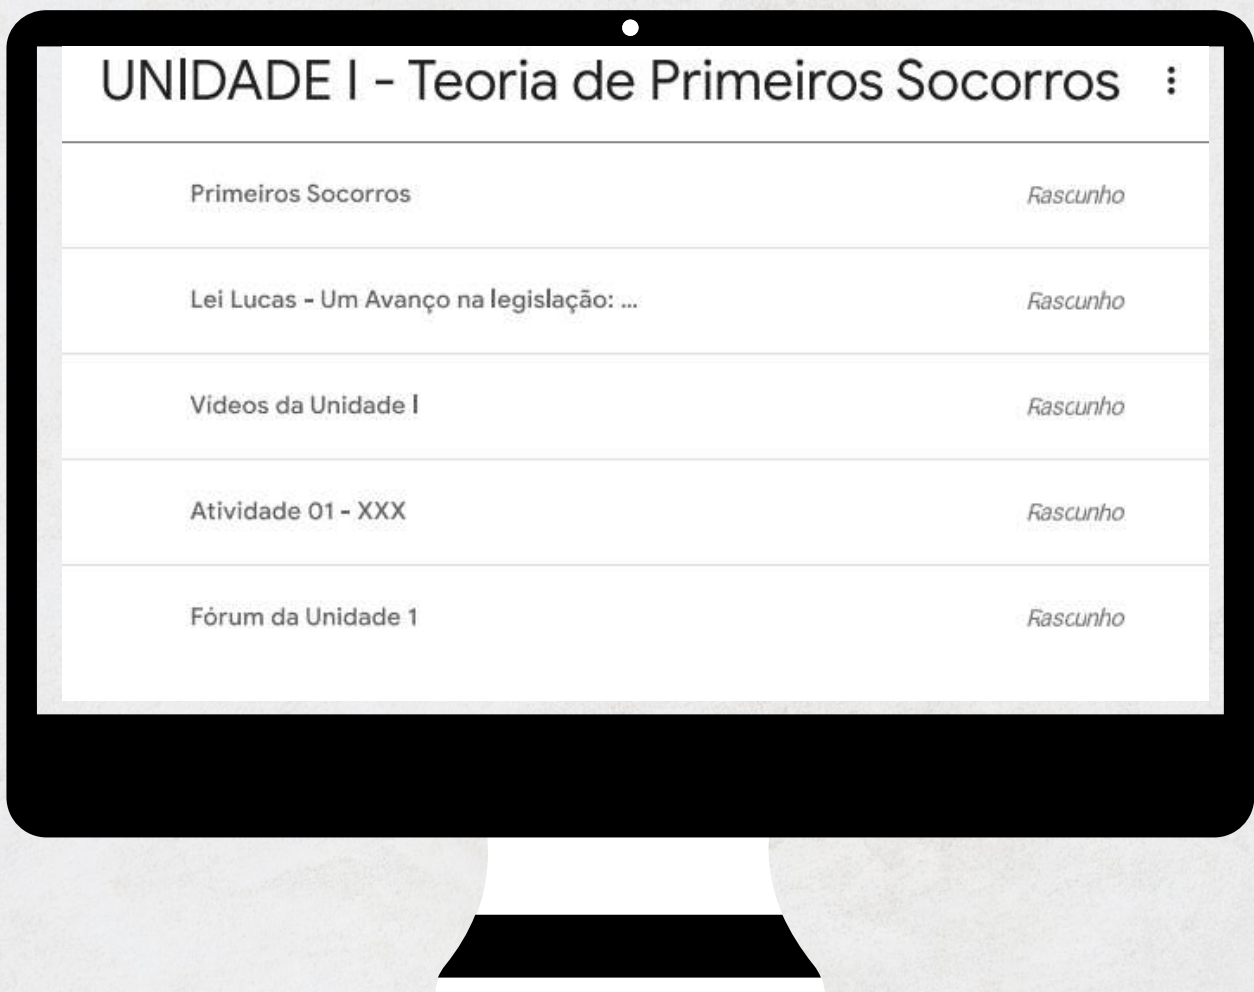 UNIDADE I - Teoria de Primeiros Socorros
Primeiros Socorros Rascunho
Lei Lucas - Um Avanço na legislação: ... Rascunho
Vídeos da Unidade I Rascunho
Atividade 01 - XXX Rascunho
Fórum da Unidade 1 Rascunho